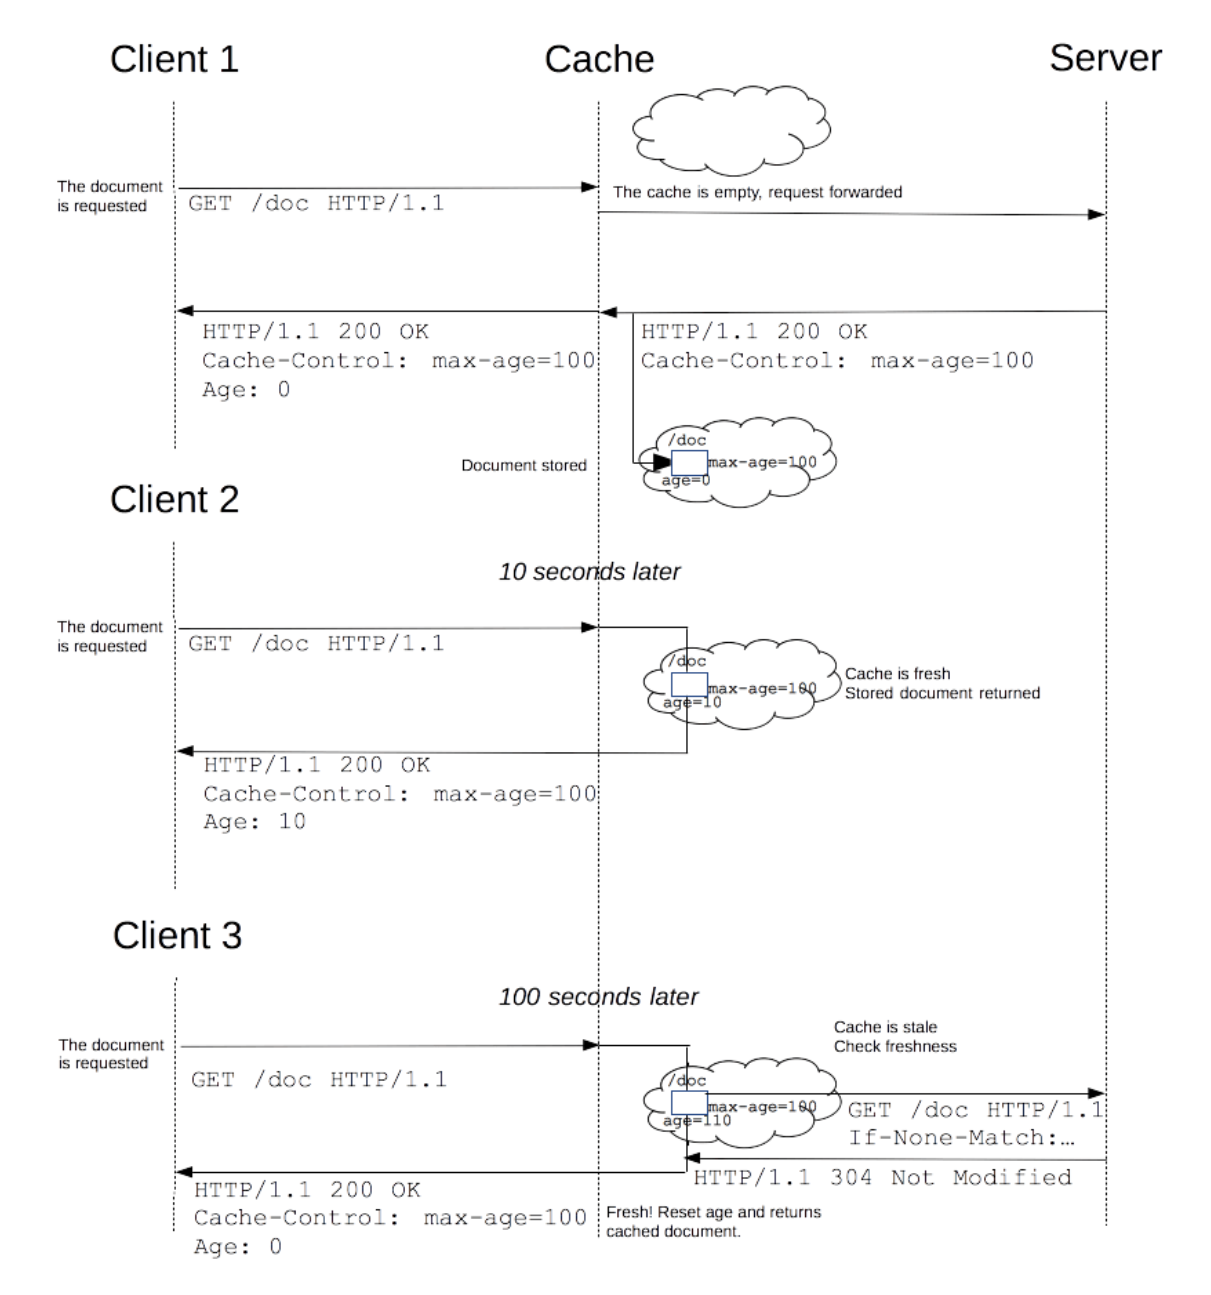 Client 1
Cache
Server
The document
is requested
GET /doc HTTP/1.1
The cache is empty, request forwarded
HTTP/1.1 200 OK
Cache-Control: max-age=100
Age: 0
HTTP/1.1 200 OK
Cache-Control: max-age=100
Document stored
/doc
max-age=100
age=0
Client 2
10 seconds later
The document
is requested
GET /doc HTTP/1.1
/doc
max-age=100
age=10
Cache is fresh
Stored document returned
HTTP/1.1 200 OK
Cache-Control: max-age=100
Age: 10
Client 3
100 seconds later
The document
is requested
GET /doc HTTP/1.1
Cache is stale
Check freshness
/doc
max-age=100
age=110
GET /doc HTTP/1.1
If-None-Match:…
HTTP/1.1 304 Not Modified
HTTP/1.1 200 OK
Cache-Control: max-age=100
Age: 0
Fresh! Reset age and returns
cached document.